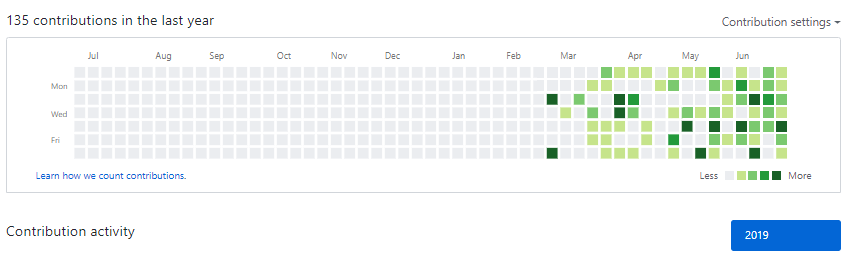 135 contributions in the last year
Contribution settings
Jul Aug Sep Oct Nov Dec Jan Feb Mar Apr May Jun
Mon
Wed
Fri
Learn how we count contributions.
Less More
Contribution activity
2019